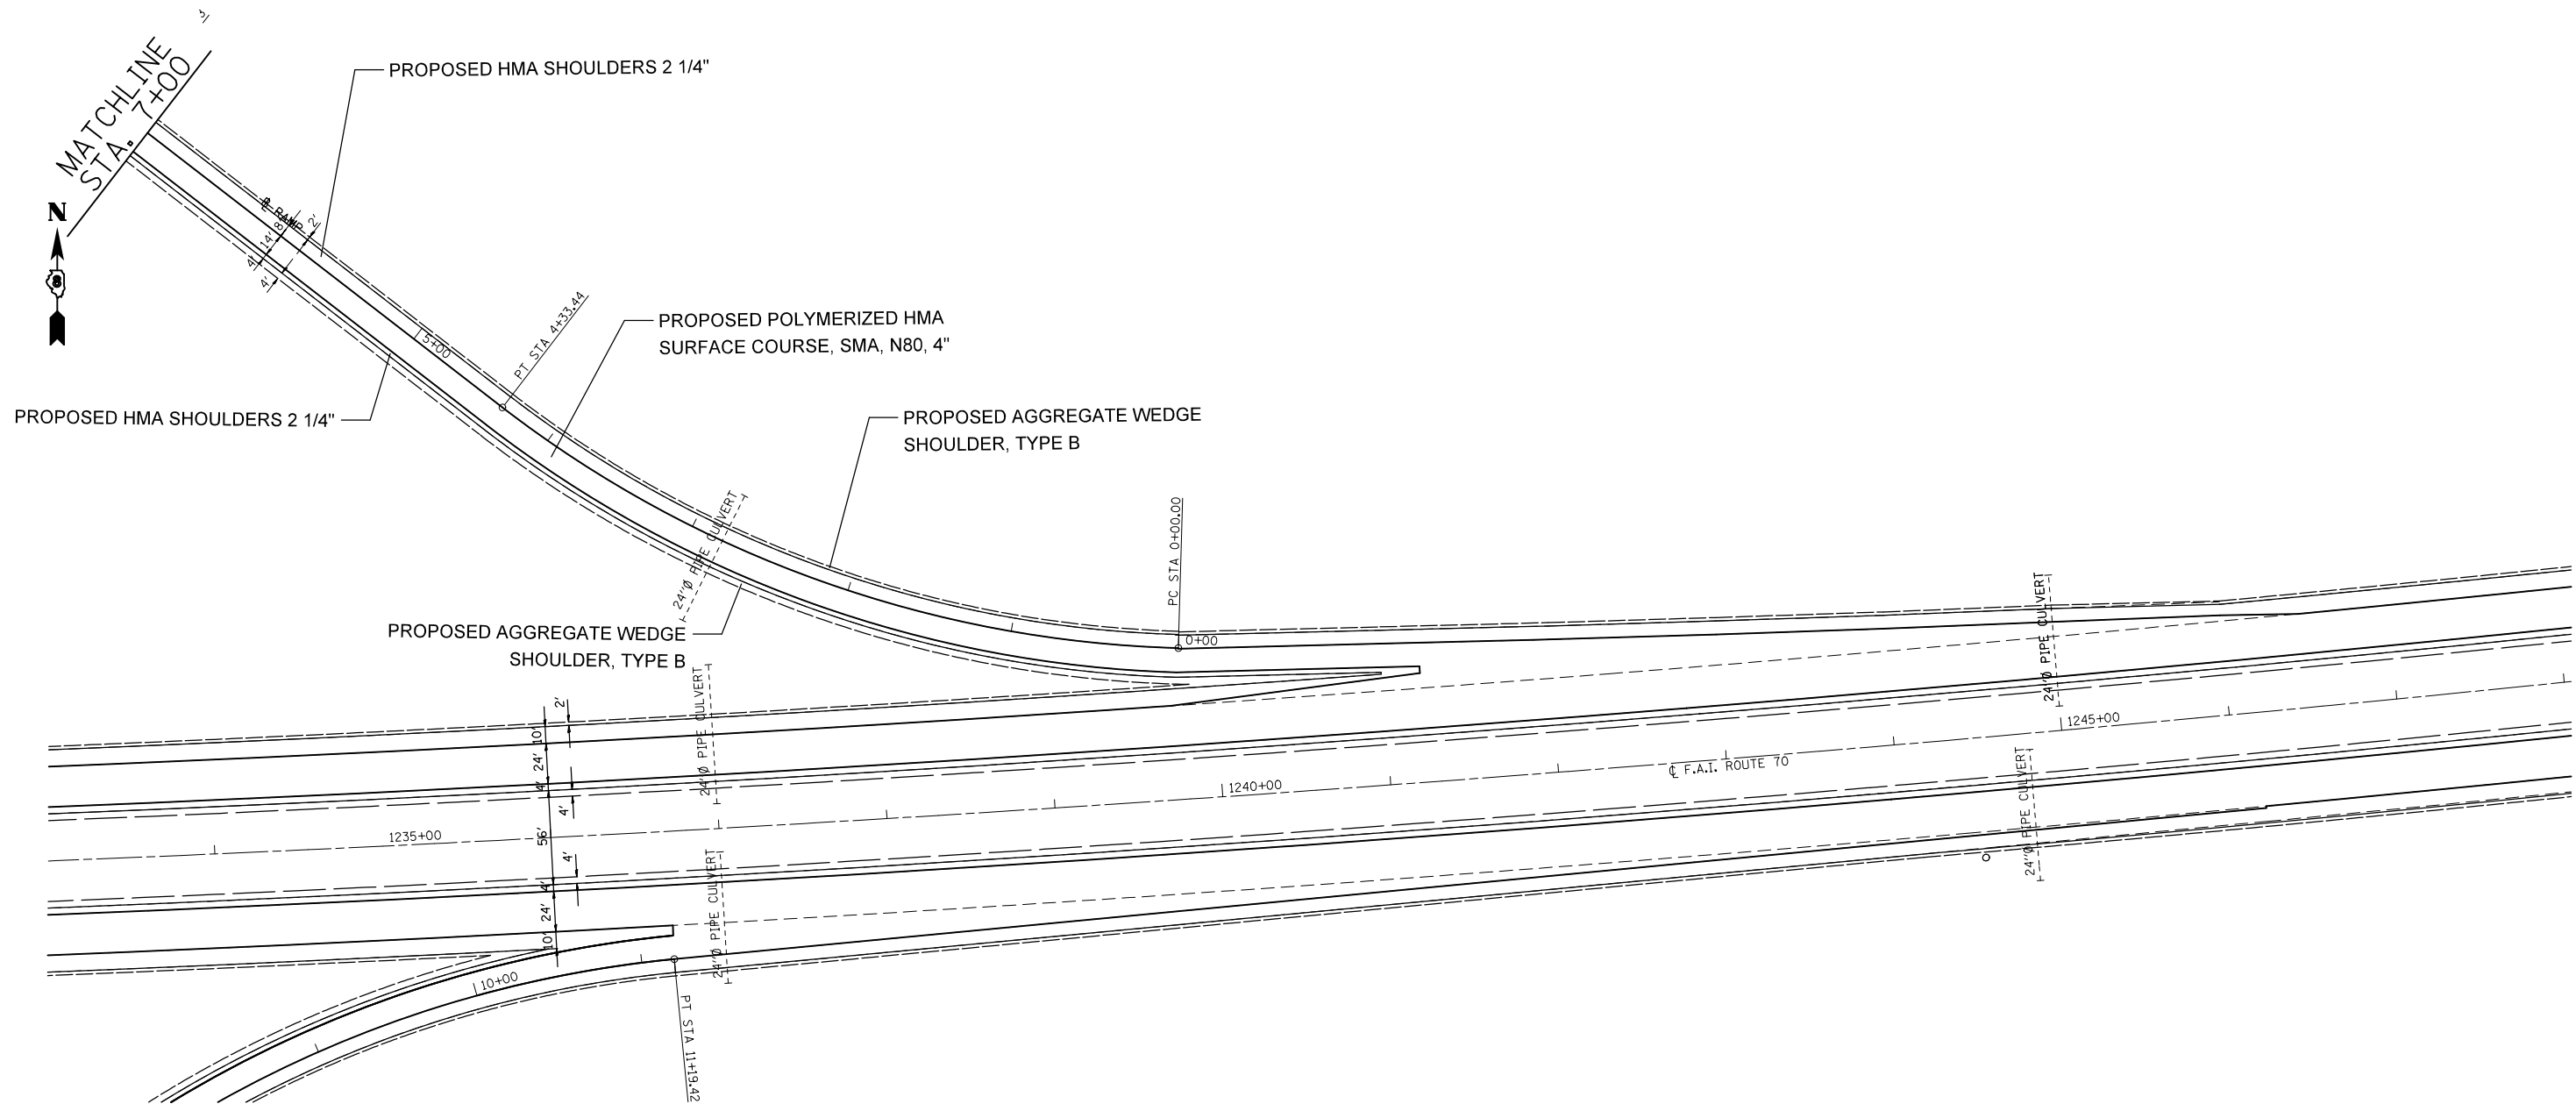 MATCHLINE
STA. 7+00
PROPOSED HMA SHOULDERS 2 1/4"
N
8
RAMP
2'
8'
14'
4'
4'
5+00
PT STA 4+33.44
PROPOSED POLYMERIZED HMA
SURFACE COURSE, SMA, N80, 4"
PROPOSED HMA SHOULDERS 2 1/4"
PROPOSED AGGREGATE WEDGE
SHOULDER, TYPE B
24"Ø PIPE CULVERT
PC STA 0+00.00
0+00
PROPOSED AGGREGATE WEDGE
SHOULDER, TYPE B
24"Ø PIPE CULVERT
24"Ø PIPE CULVERT
2'
10'
24'
4'
4'
56'
4'
4'
24'
10'
1235+00
1240+00
℄ F.A.I. ROUTE 70
1245+00
24"Ø PIPE CULVERT
24"Ø PIPE CULVERT
10+00
PT STA 11+19.42